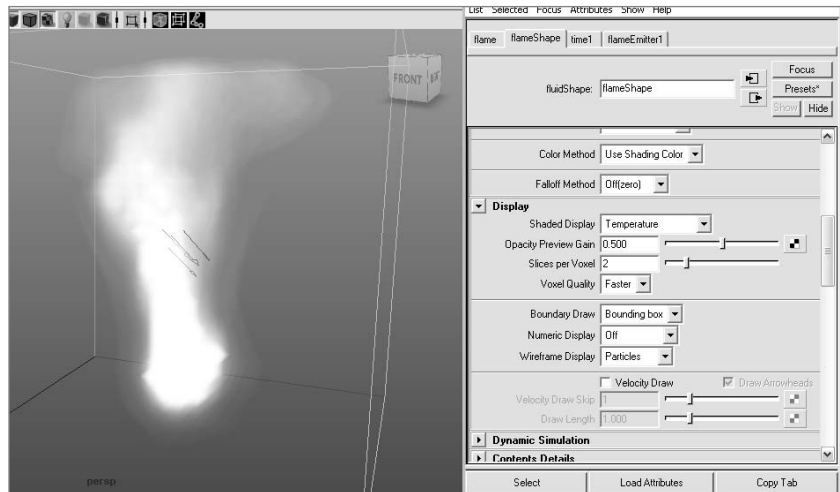 List Selected Focus Attributes Show Help
flame flameShape time1 flameEmitter1
Focus
fluidShape: flameShape
Presets*
Show Hide
Color Method Use Shading Color
Falloff Method Off(zero)
Display
Shaded Display Temperature
Opacity Preview Gain 0.500
Slices per Voxel 2
Voxel Quality Faster
Boundary Draw Bounding box
Numeric Display Off
Wireframe Display Particles
Velocity Draw Draw Arrowheads
Velocity Draw Skip 1
Draw Length 1.000
Dynamic Simulation
Contents Details
Select Load Attributes Copy Tab
FRONT
persp